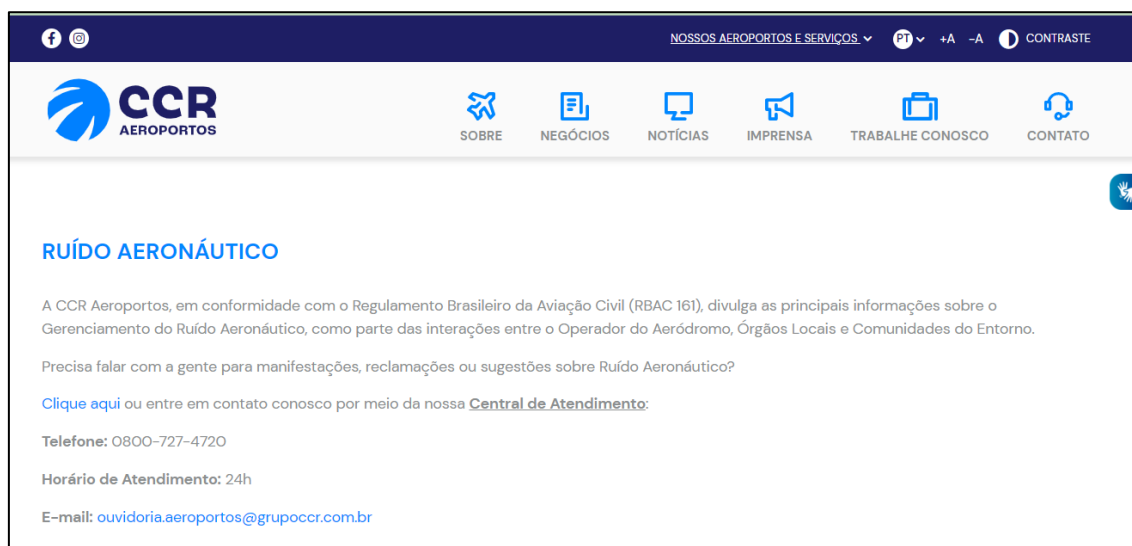 NOSSOS AEROPORTOS E SERVIÇOS PT +A -A CONTRASTE
CCR
AEROPORTOS
SOBRE NEGÓCIOS NOTÍCIAS IMPRENSA TRABALHE CONOSCO CONTATO
RUÍDO AERONÁUTICO
A CCR Aeroportos, em conformidade com o Regulamento Brasileiro da Aviação Civil (RBAC 161), divulga as principais informações sobre o
Gerenciamento do Ruído Aeronáutico, como parte das interações entre o Operador do Aeródromo, Órgãos Locais e Comunidades do Entorno.
Precisa falar com a gente para manifestações, reclamações ou sugestões sobre Ruído Aeronáutico?
Clique aqui ou entre em contato conosco por meio da nossa Central de Atendimento:
Telefone: 0800-727-4720
Horário de Atendimento: 24h
E-mail: ouvidoria.aeroportos@grupoccr.com.br